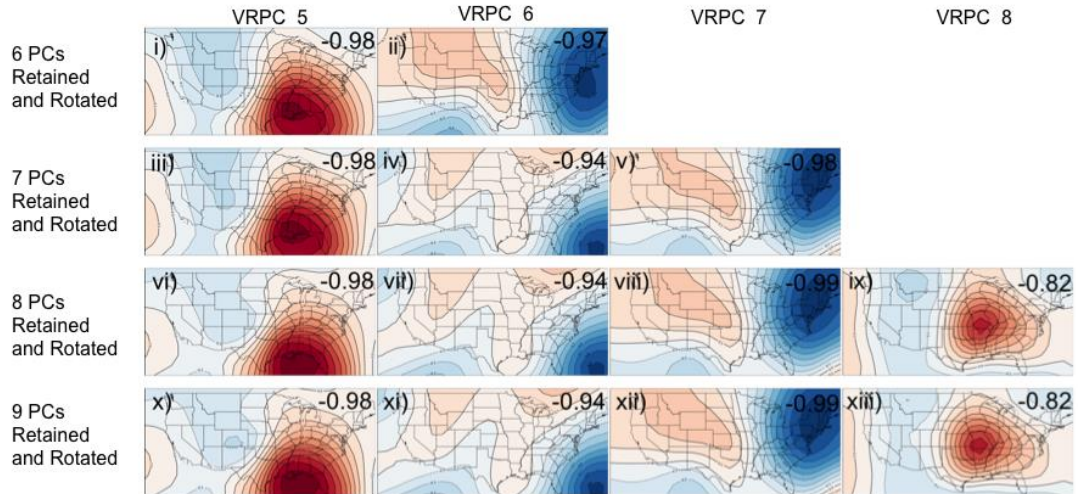 VRPC 5 VRPC 6 VRPC 7 VRPC 8
6 PCs
Retained
and Rotated
i) -0.98 ii) -0.97
7 PCs
Retained
and Rotated
iii) -0.98 iv) -0.94 v) -0.98
8 PCs
Retained
and Rotated
vi) -0.98 vii) -0.94 viii) -0.99 ix) -0.82
9 PCs
Retained
and Rotated
x) -0.98 xi) -0.94 xii) -0.99 xiii) -0.82